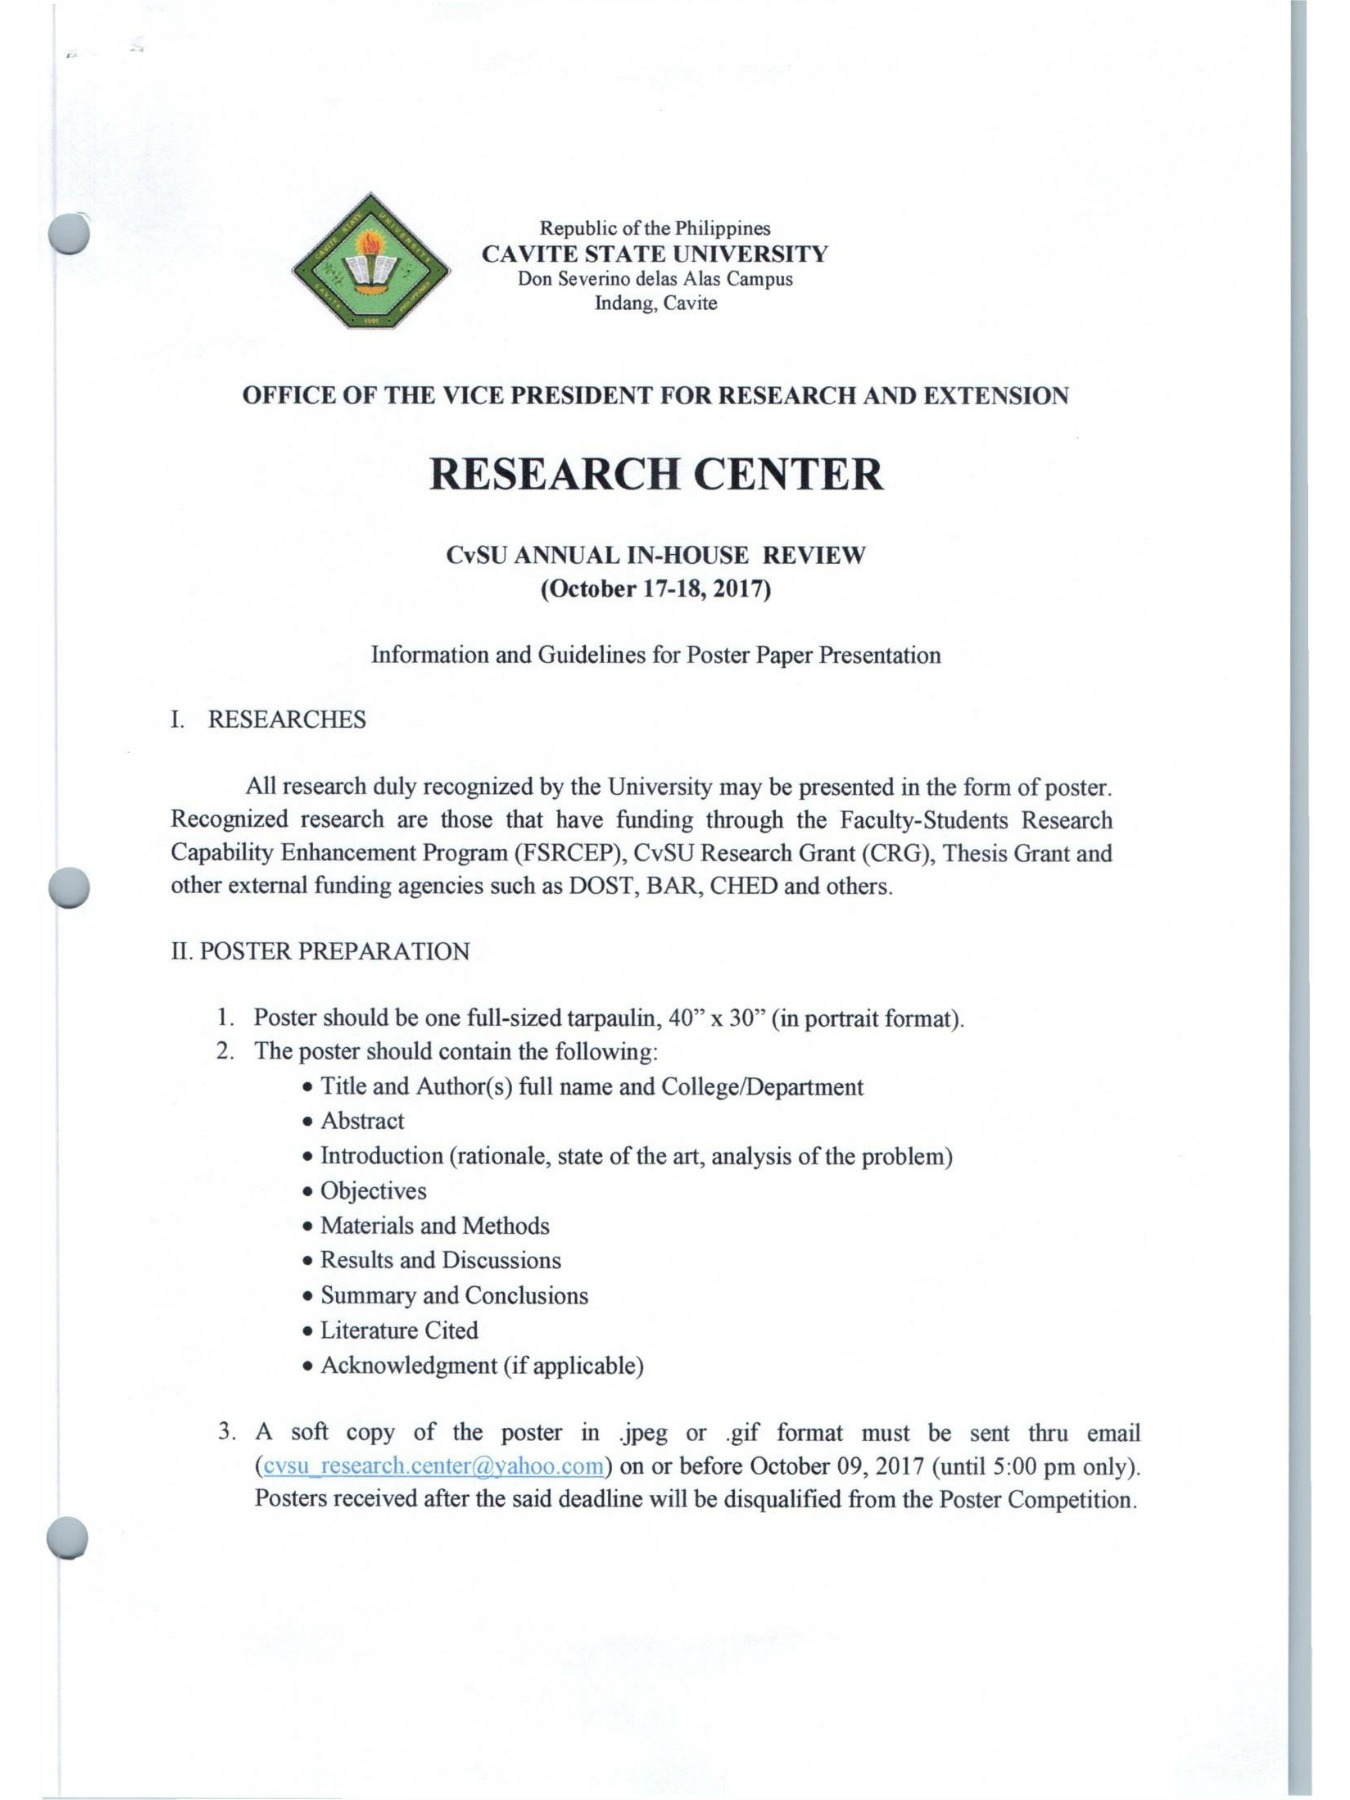 CAVITE STATE UNIVERSITY
CAVITE PHILIPPINES
Republic of the Philippines
CAVITE STATE UNIVERSITY
Don Severino delas Alas Campus
Indang, Cavite
OFFICE OF THE VICE PRESIDENT FOR RESEARCH AND EXTENSION
RESEARCH CENTER
CvSU ANNUAL IN-HOUSE REVIEW
(October 17-18, 2017)
Information and Guidelines for Poster Paper Presentation
I. RESEARCHES
All research duly recognized by the University may be presented in the form of poster.
Recognized research are those that have funding through the Faculty-Students Research
Capability Enhancement Program (FSRCEP), CvSU Research Grant (CRG), Thesis Grant and
other external funding agencies such as DOST, BAR, CHED and others.
II. POSTER PREPARATION
1. Poster should be one full-sized tarpaulin, 40” x 30” (in portrait format).
2. The poster should contain the following:
• Title and Author(s) full name and College/Department
• Abstract
• Introduction (rationale, state of the art, analysis of the problem)
• Objectives
• Materials and Methods
• Results and Discussions
• Summary and Conclusions
• Literature Cited
• Acknowledgment (if applicable)
3. A soft copy of the poster in .jpeg or .gif format must be sent thru email
(cvsu_research.center@yahoo.com) on or before October 09, 2017 (until 5:00 pm only).
Posters received after the said deadline will be disqualified from the Poster Competition.